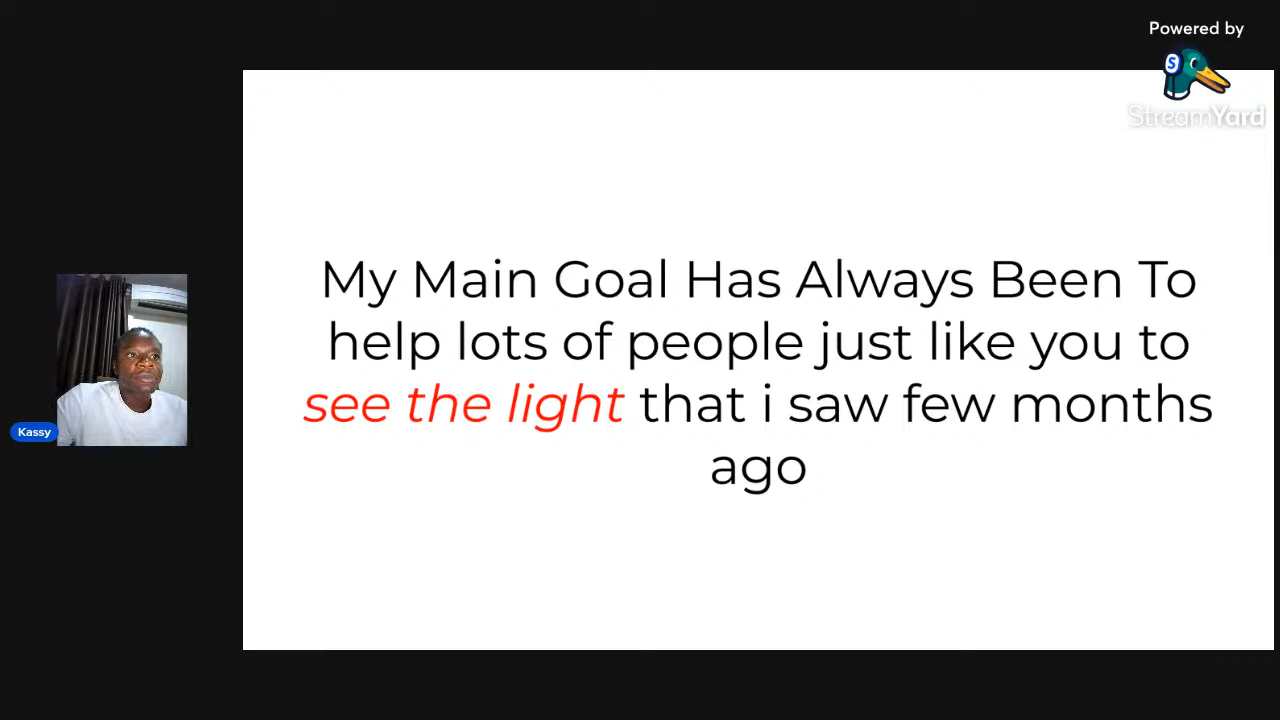 Powered by
S
StreamYard
My Main Goal Has Always Been To
help lots of people just like you to
see the light that i saw few months
ago
Kassy